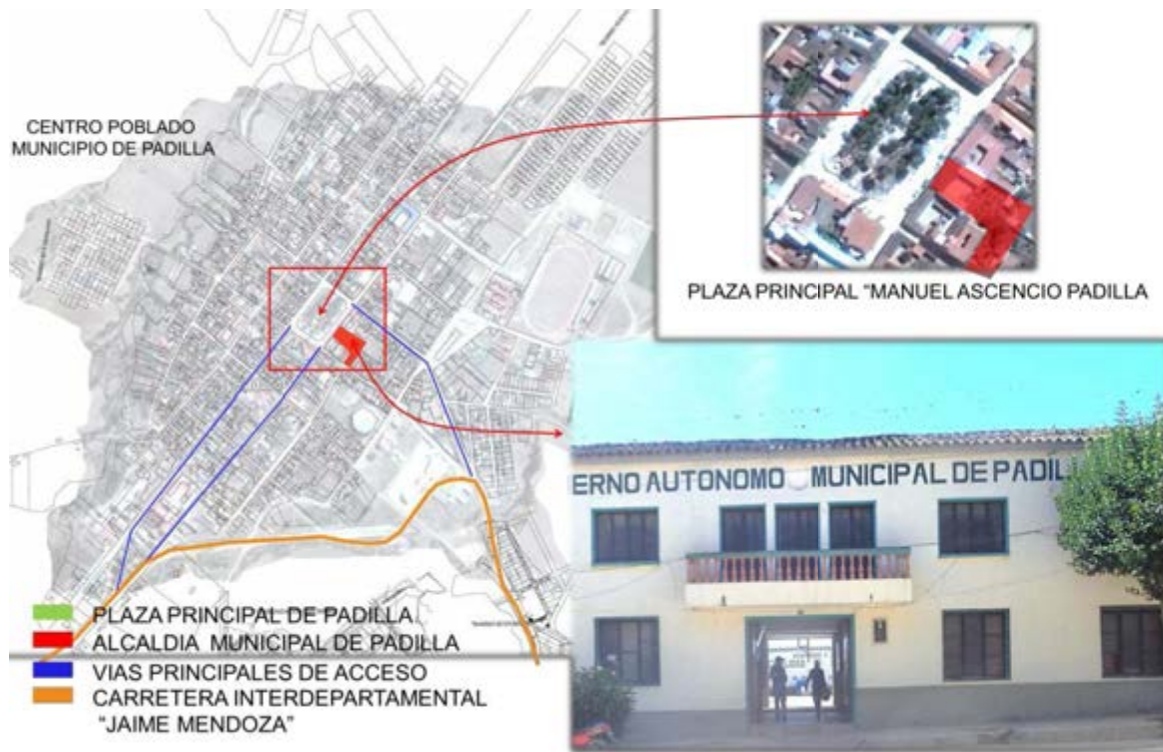 CENTRO POBLADO
MUNICIPIO DE PADILLA
PLAZA PRINCIPAL “MANUEL ASCENCIO PADILLA
ERNO AUTONOMO MUNICIPAL DE PADIL
PLAZA PRINCIPAL DE PADILLA
ALCALDIA MUNICIPAL DE PADILLA
VIAS PRINCIPALES DE ACCESO
CARRETERA INTERDEPARTAMENTAL
“JAIME MENDOZA”